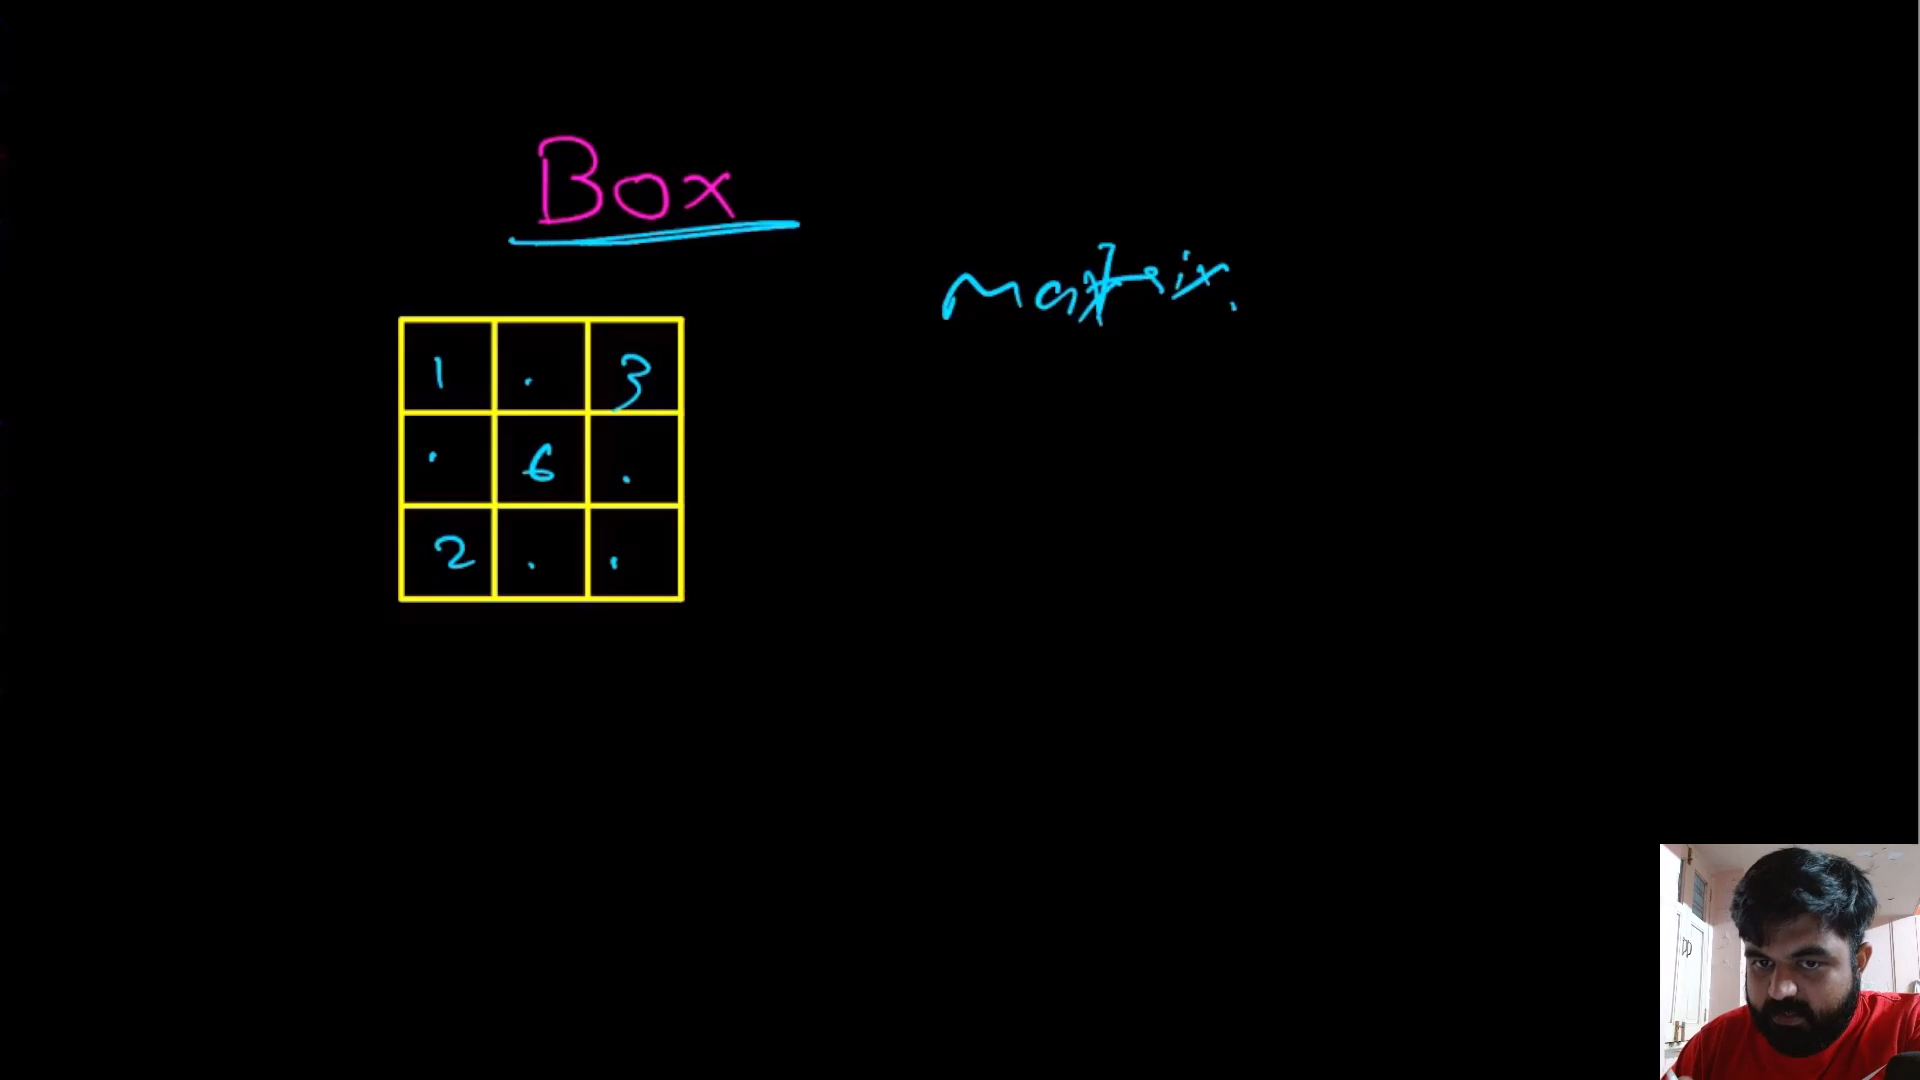 Box
Matrix.
1 . 3
. 6 .
2 . .